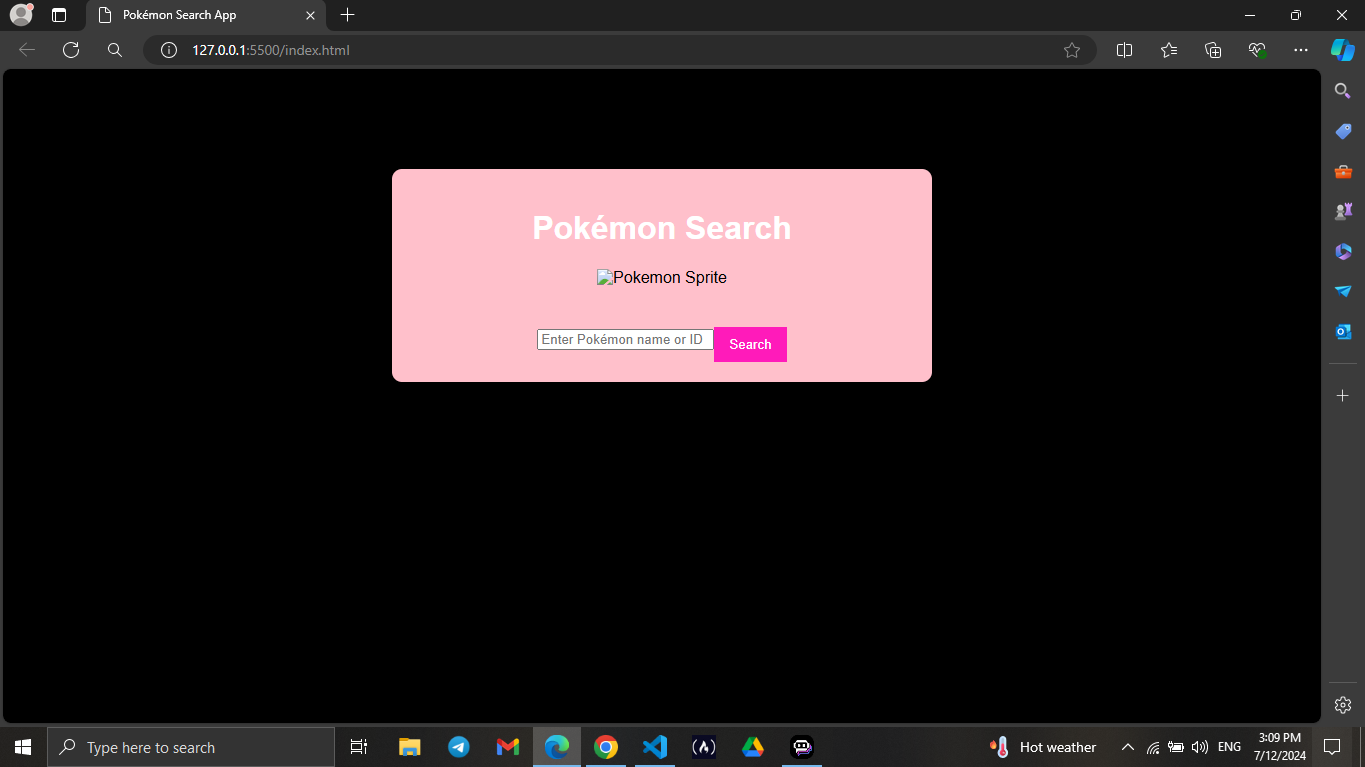 Pokémon Search App
127.0.0.1:5500/index.html
Pokémon Search
Pokemon Sprite
Enter Pokémon name or ID
Search
Type here to search
Hot weather
ENG
3:09 PM
7/12/2024